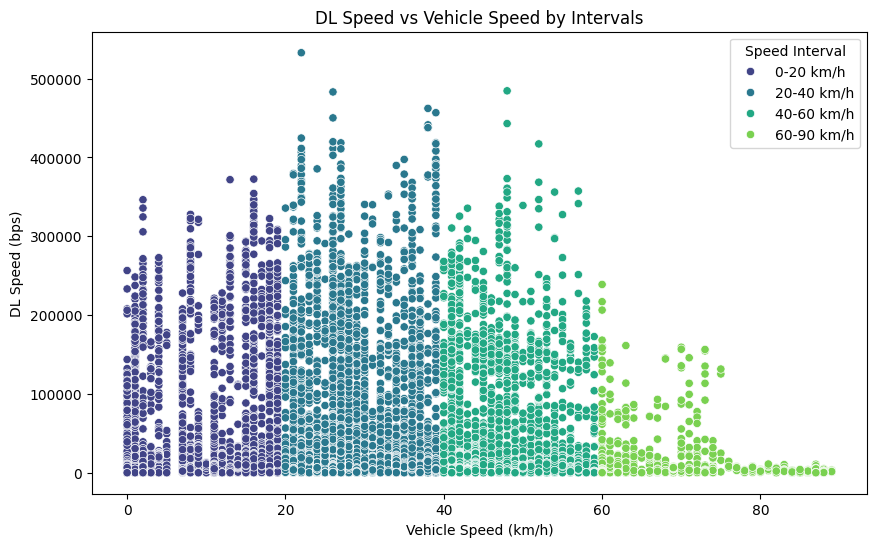 DL Speed vs Vehicle Speed by Intervals
Speed Interval
0-20 km/h
20-40 km/h
40-60 km/h
60-90 km/h
DL Speed (bps)
500000
400000
300000
200000
100000
0
0 20 40 60 80
Vehicle Speed (km/h)